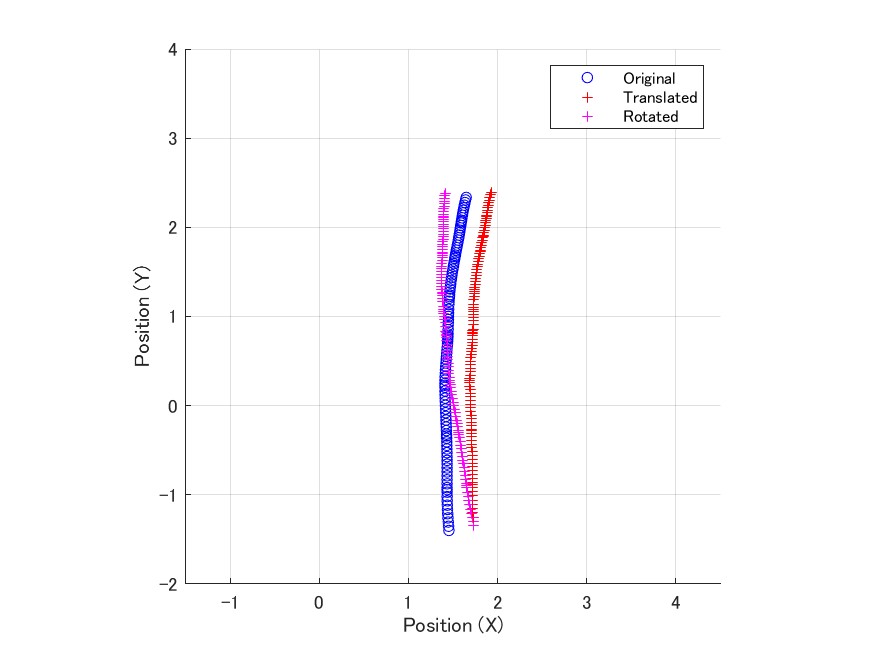 4
3
2
1
0
−1
−2
−1
0
1
2
3
4
Position (X)
Position (Y)
Original
Translated
Rotated